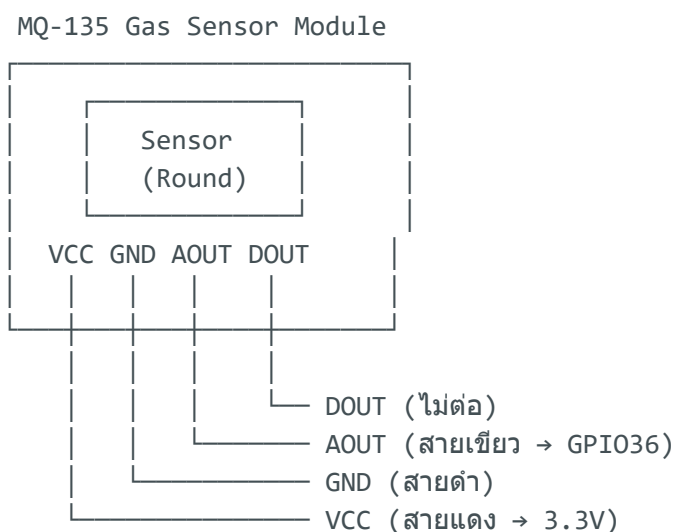 MQ-135 Gas Sensor Module
Sensor
(Round)
VCC GND AOUT DOUT
DOUT (ไม่ต่อ)
AOUT (สายเขียว → GPIO36)
GND (สายดำ)
VCC (สายแดง → 3.3V)